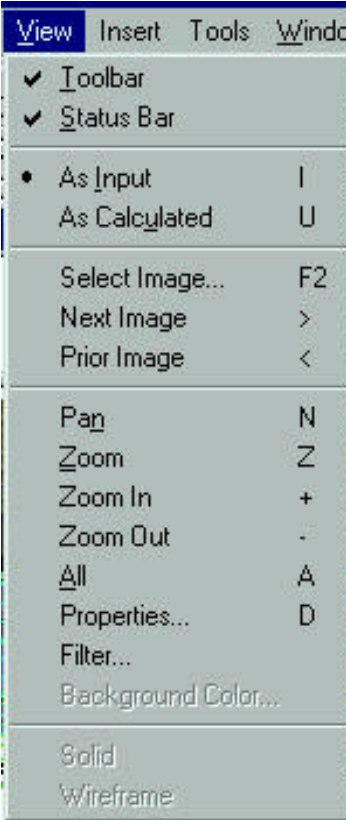 View Insert Tools
Toolbar
Status Bar
As Input I
As Calculated U
Select Image... F2
Next Image >
Prior Image <
Pan N
Zoom Z
Zoom In +
Zoom Out -
All A
Properties... D
Filter...
Background Color...
Solid
Wireframe